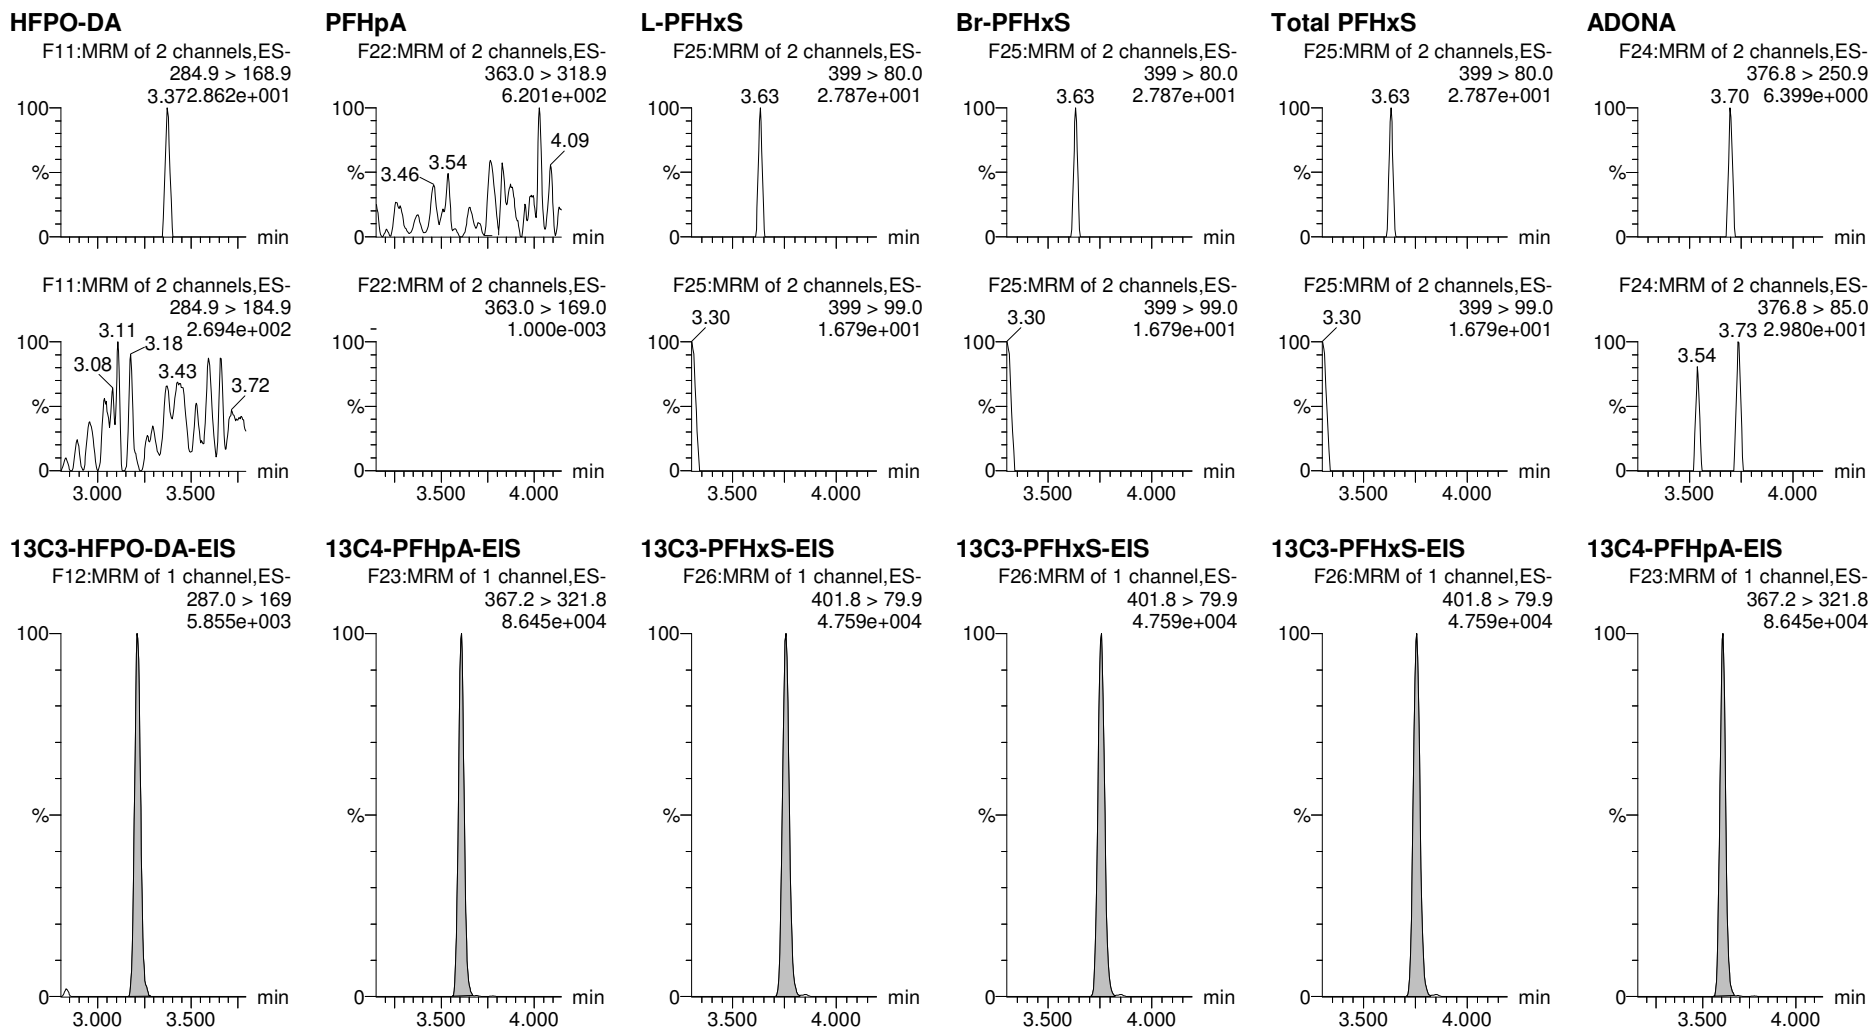 HFPO-DA
F11:MRM of 2 channels,ES-
284.9 > 168.9
3.372.862e+001
100
%
0
min
F11:MRM of 2 channels,ES-
284.9 > 184.9
2.694e+002
3.11
3.18
3.08
3.43
3.72
100
%
0
min
3.000 3.500
13C3-HFPO-DA-EIS
F12:MRM of 1 channel,ES-
287.0 > 169
5.855e+003
100
%
0
min
3.000 3.500
PFHpA
F22:MRM of 2 channels,ES-
363.0 > 318.9
6.201e+002
100
4.09
3.54
3.46
%
0
min
F22:MRM of 2 channels,ES-
363.0 > 169.0
1.000e-003
100
%
0
min
3.500 4.000
13C4-PFHpA-EIS
F23:MRM of 1 channel,ES-
367.2 > 321.8
8.645e+004
100
%
0
min
3.500 4.000
L-PFHxS
F25:MRM of 2 channels,ES-
399 > 80.0
3.63 2.787e+001
100
%
0
min
F25:MRM of 2 channels,ES-
399 > 99.0
3.30 1.679e+001
100
%
0
min
3.500 4.000
13C3-PFHxS-EIS
F26:MRM of 1 channel,ES-
401.8 > 79.9
4.759e+004
100
%
0
min
3.500 4.000
Br-PFHxS
F25:MRM of 2 channels,ES-
399 > 80.0
3.63 2.787e+001
100
%
0
min
F25:MRM of 2 channels,ES-
399 > 99.0
3.30 1.679e+001
100
%
0
min
3.500 4.000
13C3-PFHxS-EIS
F26:MRM of 1 channel,ES-
401.8 > 79.9
4.759e+004
100
%
0
min
3.500 4.000
Total PFHxS
F25:MRM of 2 channels,ES-
399 > 80.0
3.63 2.787e+001
100
%
0
min
F25:MRM of 2 channels,ES-
399 > 99.0
3.30 1.679e+001
100
%
0
min
3.500 4.000
13C3-PFHxS-EIS
F26:MRM of 1 channel,ES-
401.8 > 79.9
4.759e+004
100
%
0
min
3.500 4.000
ADONA
F24:MRM of 2 channels,ES-
376.8 > 250.9
3.70 6.399e+000
100
%
0
min
F24:MRM of 2 channels,ES-
376.8 > 85.0
3.73 2.980e+001
3.54
100
%
0
min
3.500 4.000
13C4-PFHpA-EIS
F23:MRM of 1 channel,ES-
367.2 > 321.8
8.645e+004
100
%
0
min
3.500 4.000